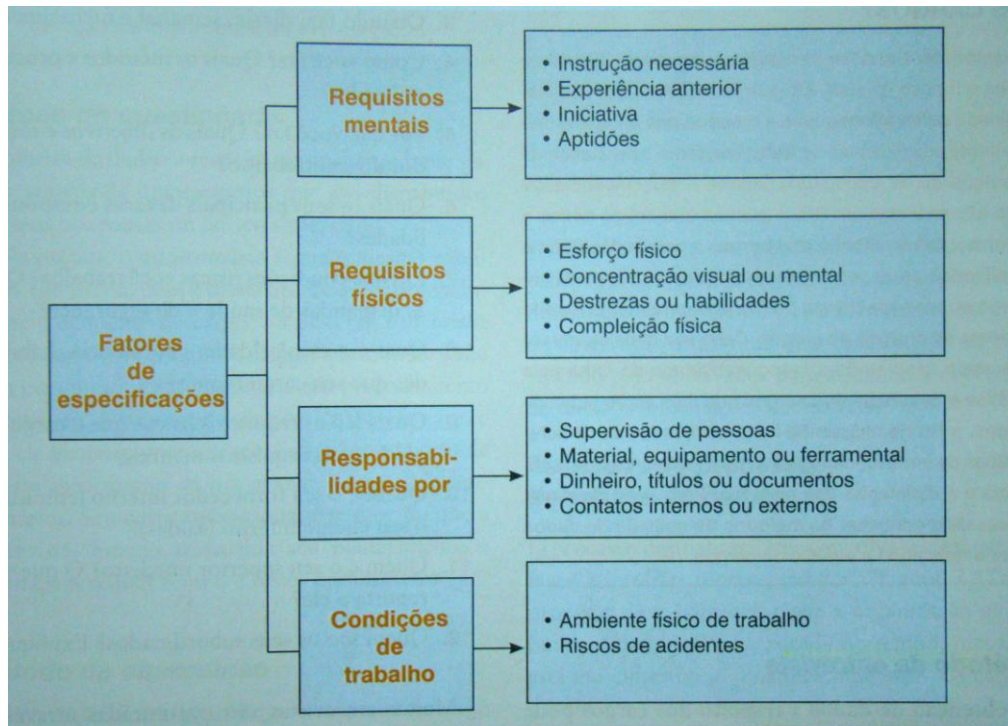 Requisitos
mentais
• Instrução necessária
• Experiência anterior
• Iniciativa
• Aptidões
Requisitos
físicos
• Esforço físico
• Concentração visual ou mental
• Destrezas ou habilidades
• Compleição física
Fatores
de
especificações
Responsabi-
lidades por
• Supervisão de pessoas
• Material, equipamento ou ferramental
• Dinheiro, títulos ou documentos
• Contatos internos ou externos
Condições
de
trabalho
• Ambiente físico de trabalho
• Riscos de acidentes